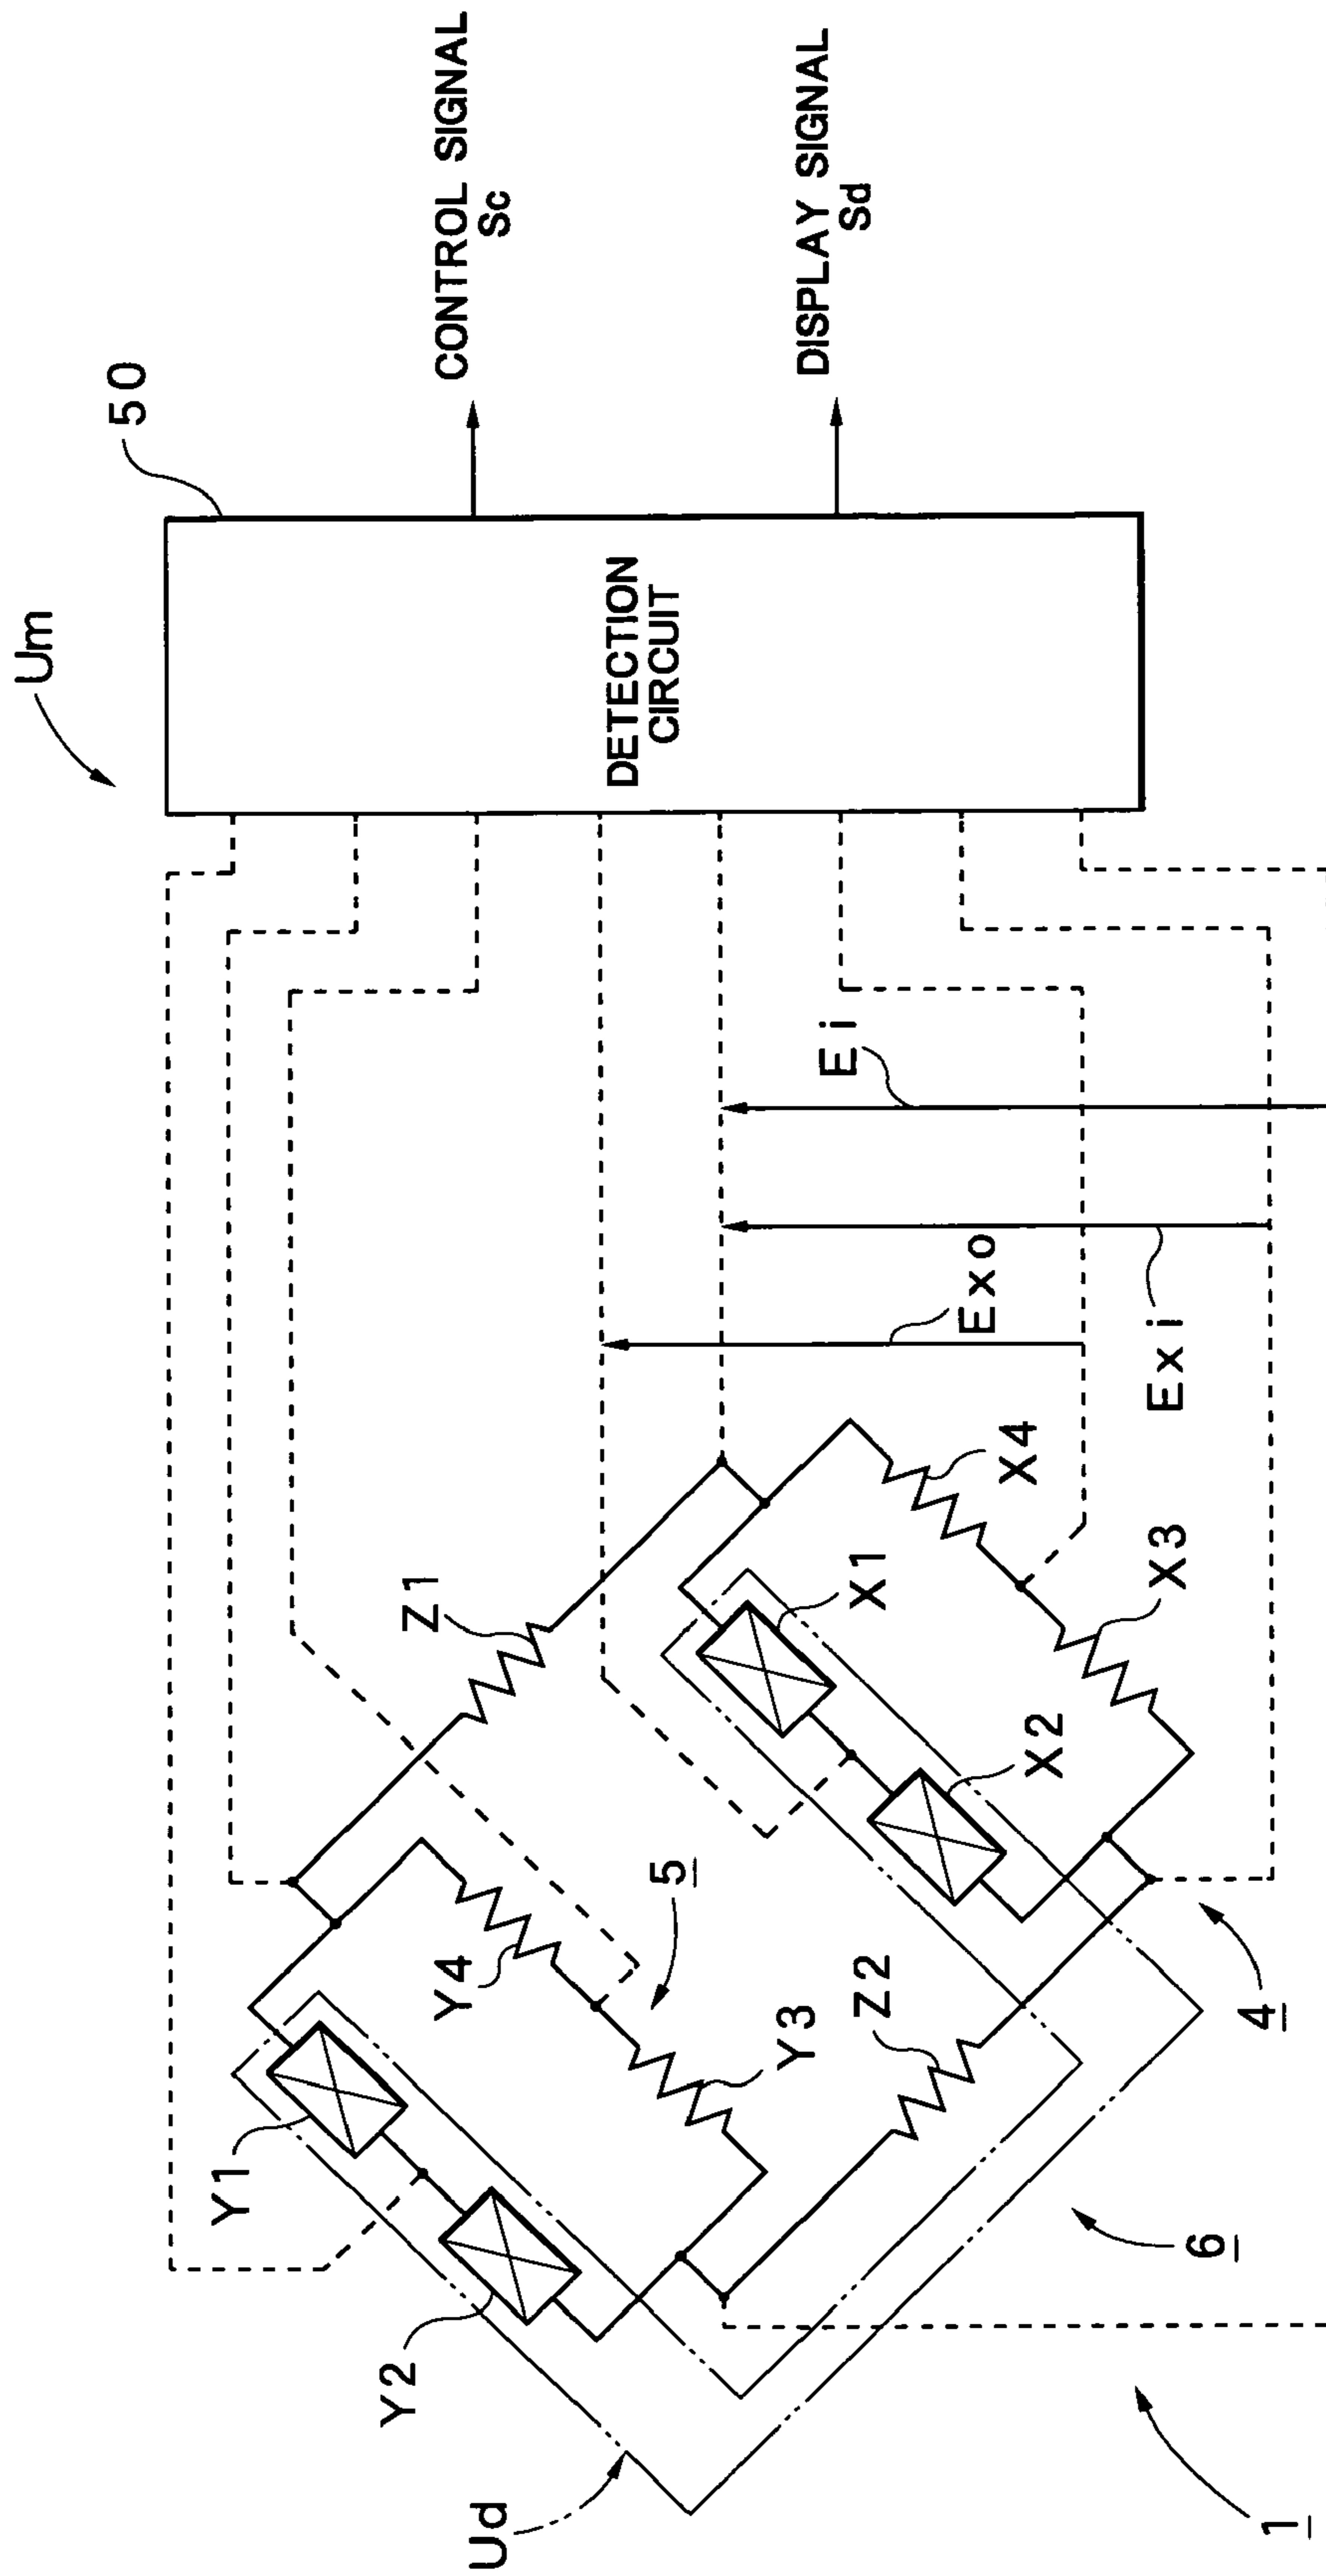 Um
50
CONTROL SIGNAL
Sc
DISPLAY SIGNAL
Sd
DETECTION
CIRCUIT
Ei
Exi
Exo
Z1
X1
X4
X2
X3
Y4
5
Y1
Y3
Z2
4
Y2
6
Ud
1